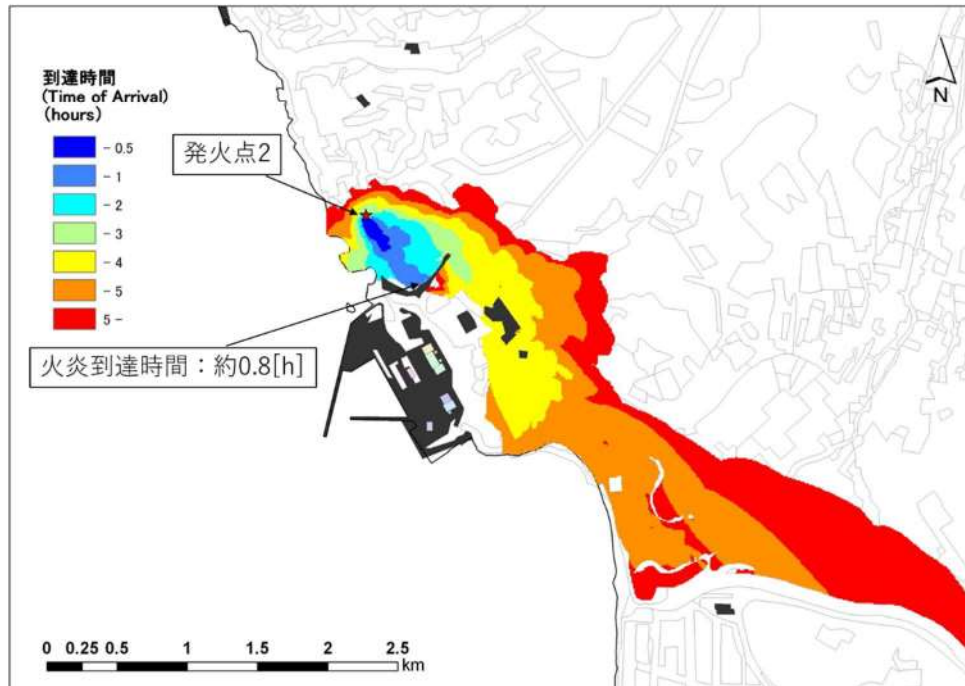 到達時間
(Time of Arrival)
(hours)
- 0.5
- 1
- 2
- 3
- 4
- 5
5 -
発火点2
火炎到達時間：約0.8[h]
N
0 0.25 0.5 1 1.5 2 2.5
km